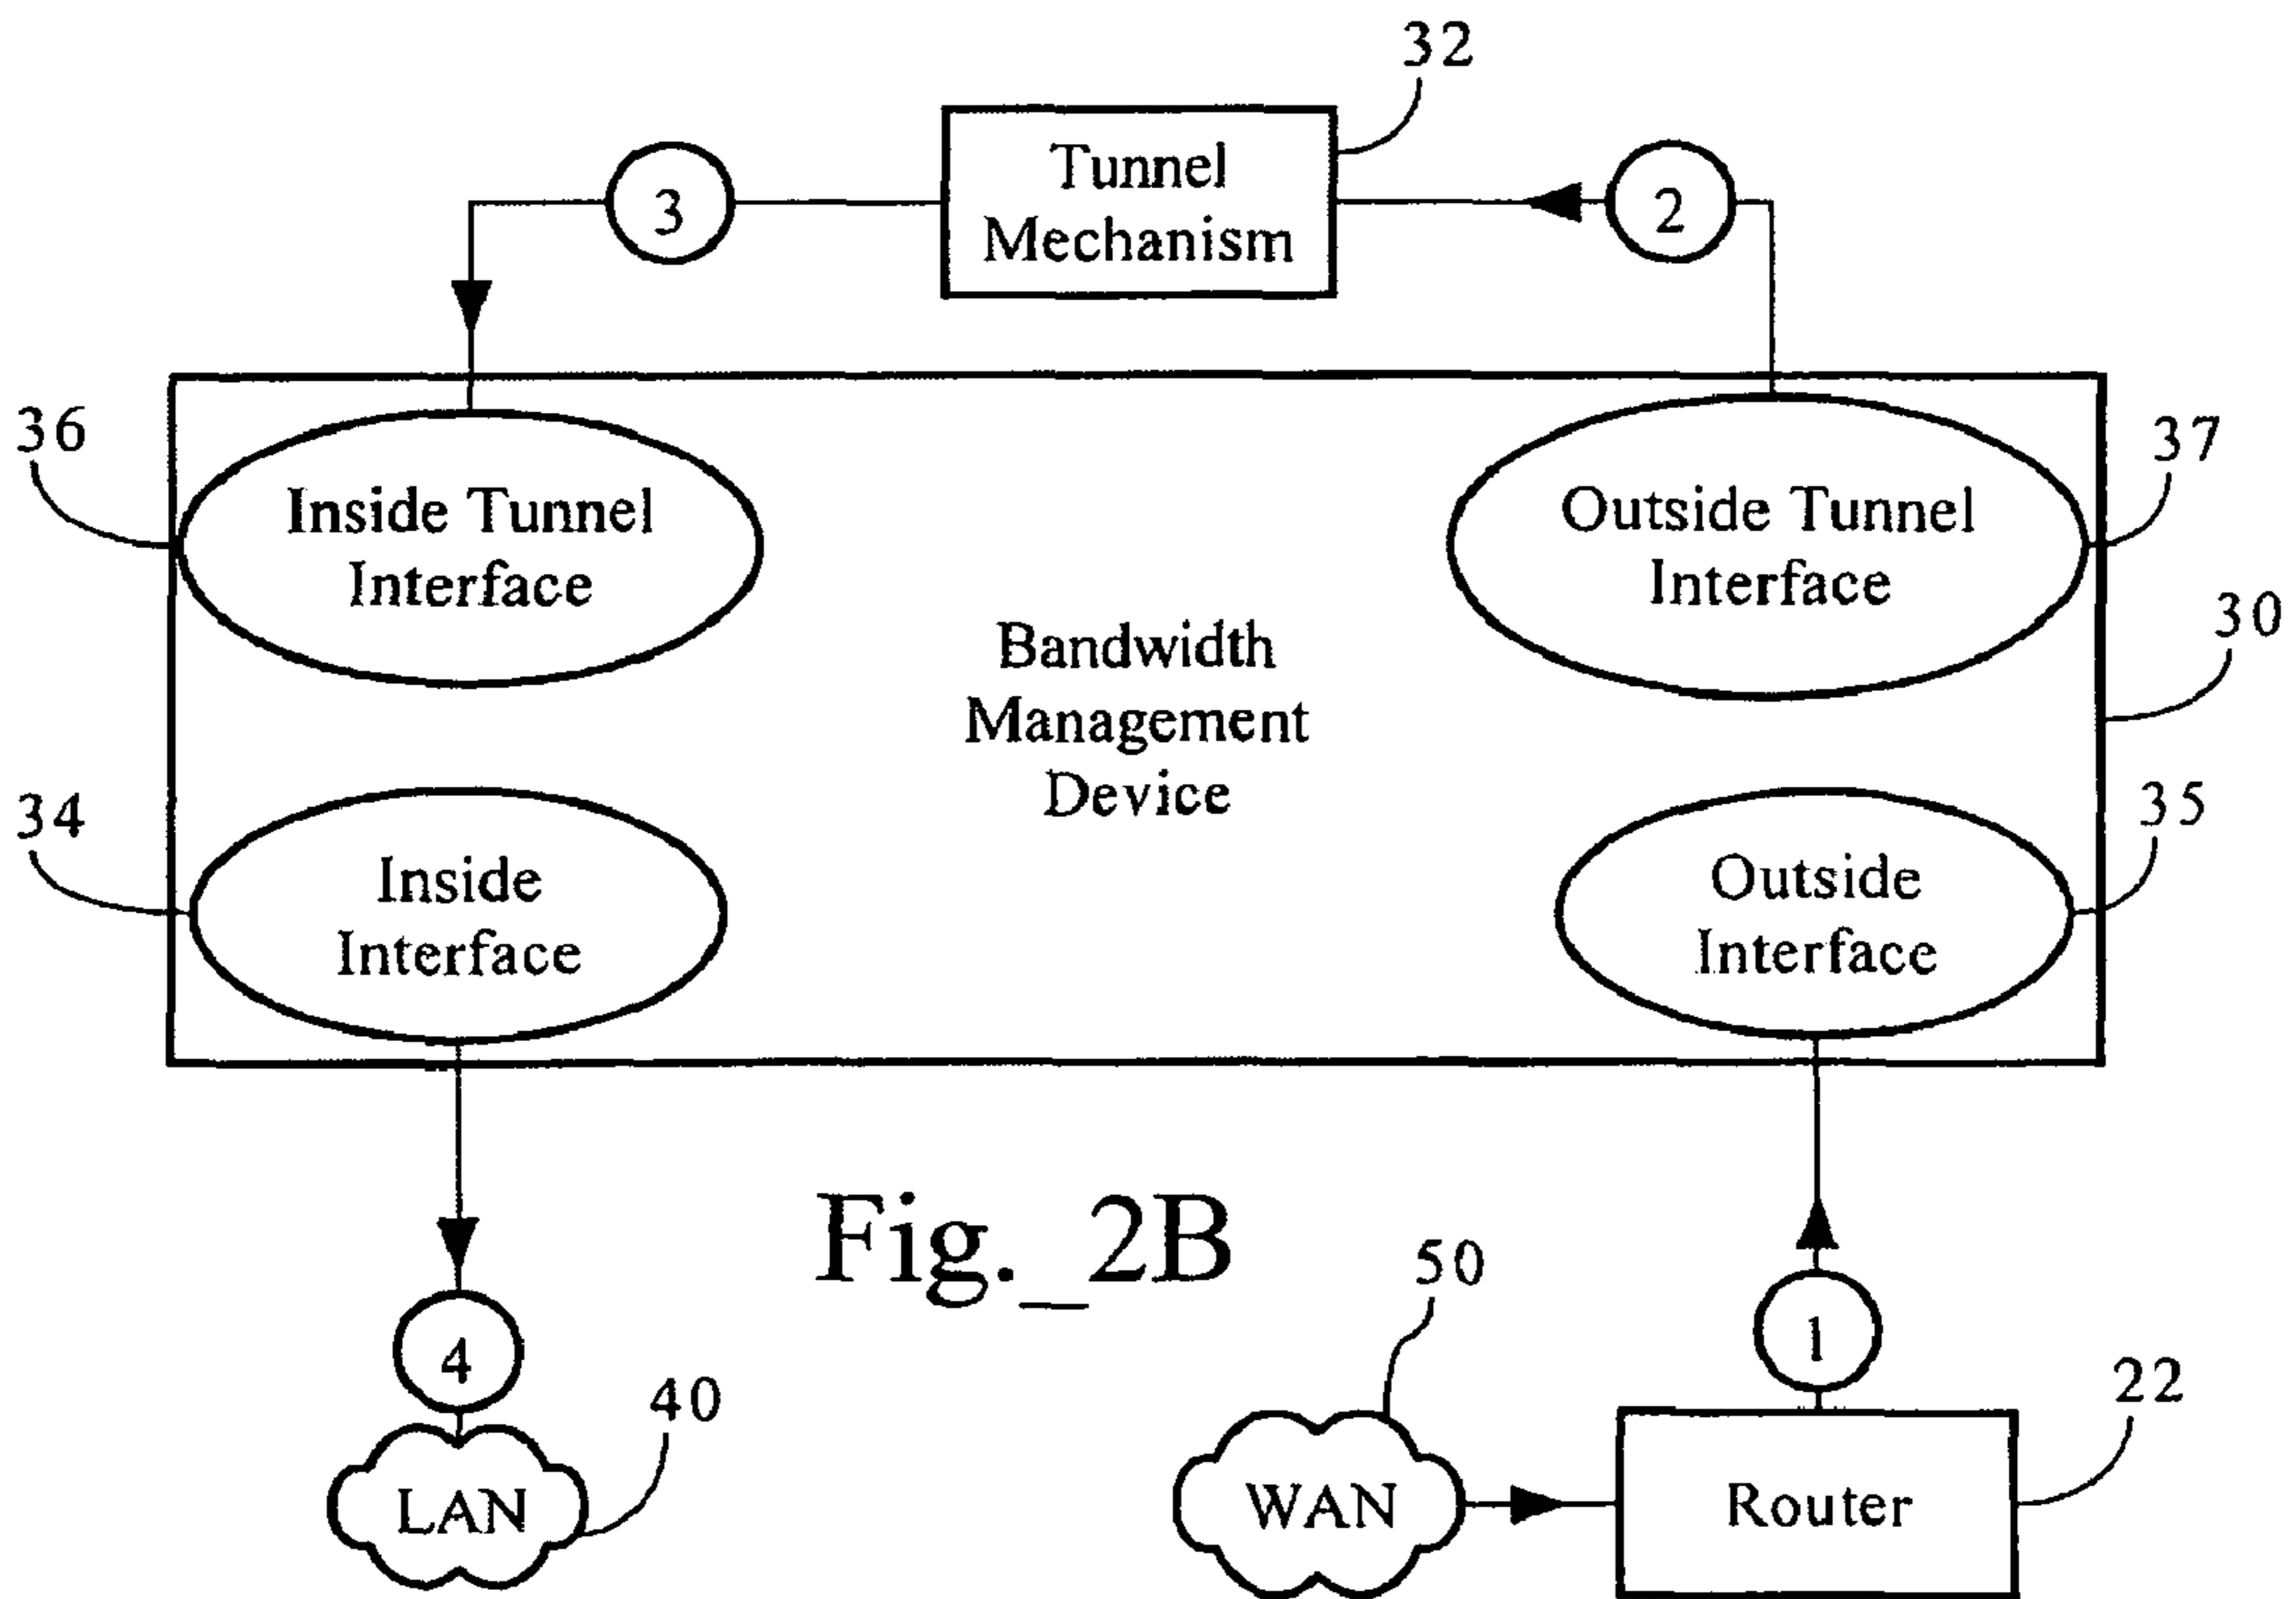 32
Tunnel
Mechanism
3
2
36
37
Inside Tunnel
Interface
Outside Tunnel
Interface
30
Bandwidth
Management
Device
34
35
Inside
Interface
Outside
Interface
Fig._2B
50
4
1
40
22
LAN
WAN
Router